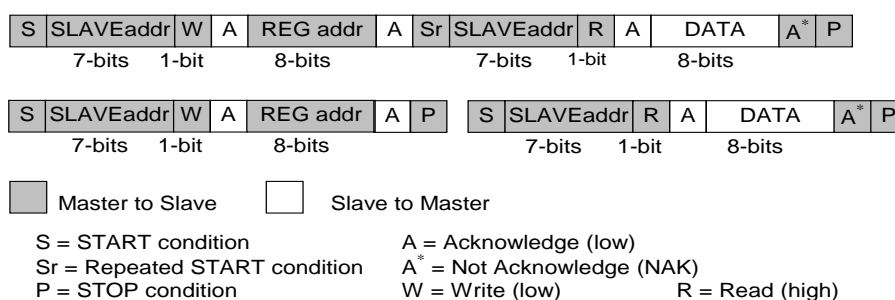 S SLAVEaddr W A REG addr A Sr SLAVEaddr R A DATA A* P
7-bits 1-bit 8-bits 7-bits 1-bit 8-bits
S SLAVEaddr W A REG addr A P S SLAVEaddr R A DATA A* P
7-bits 1-bit 8-bits 7-bits 1-bit 8-bits
Master to Slave Slave to Master
S = START condition A = Acknowledge (low)
Sr = Repeated START condition A* = Not Acknowledge (NAK)
P = STOP condition W = Write (low) R = Read (high)